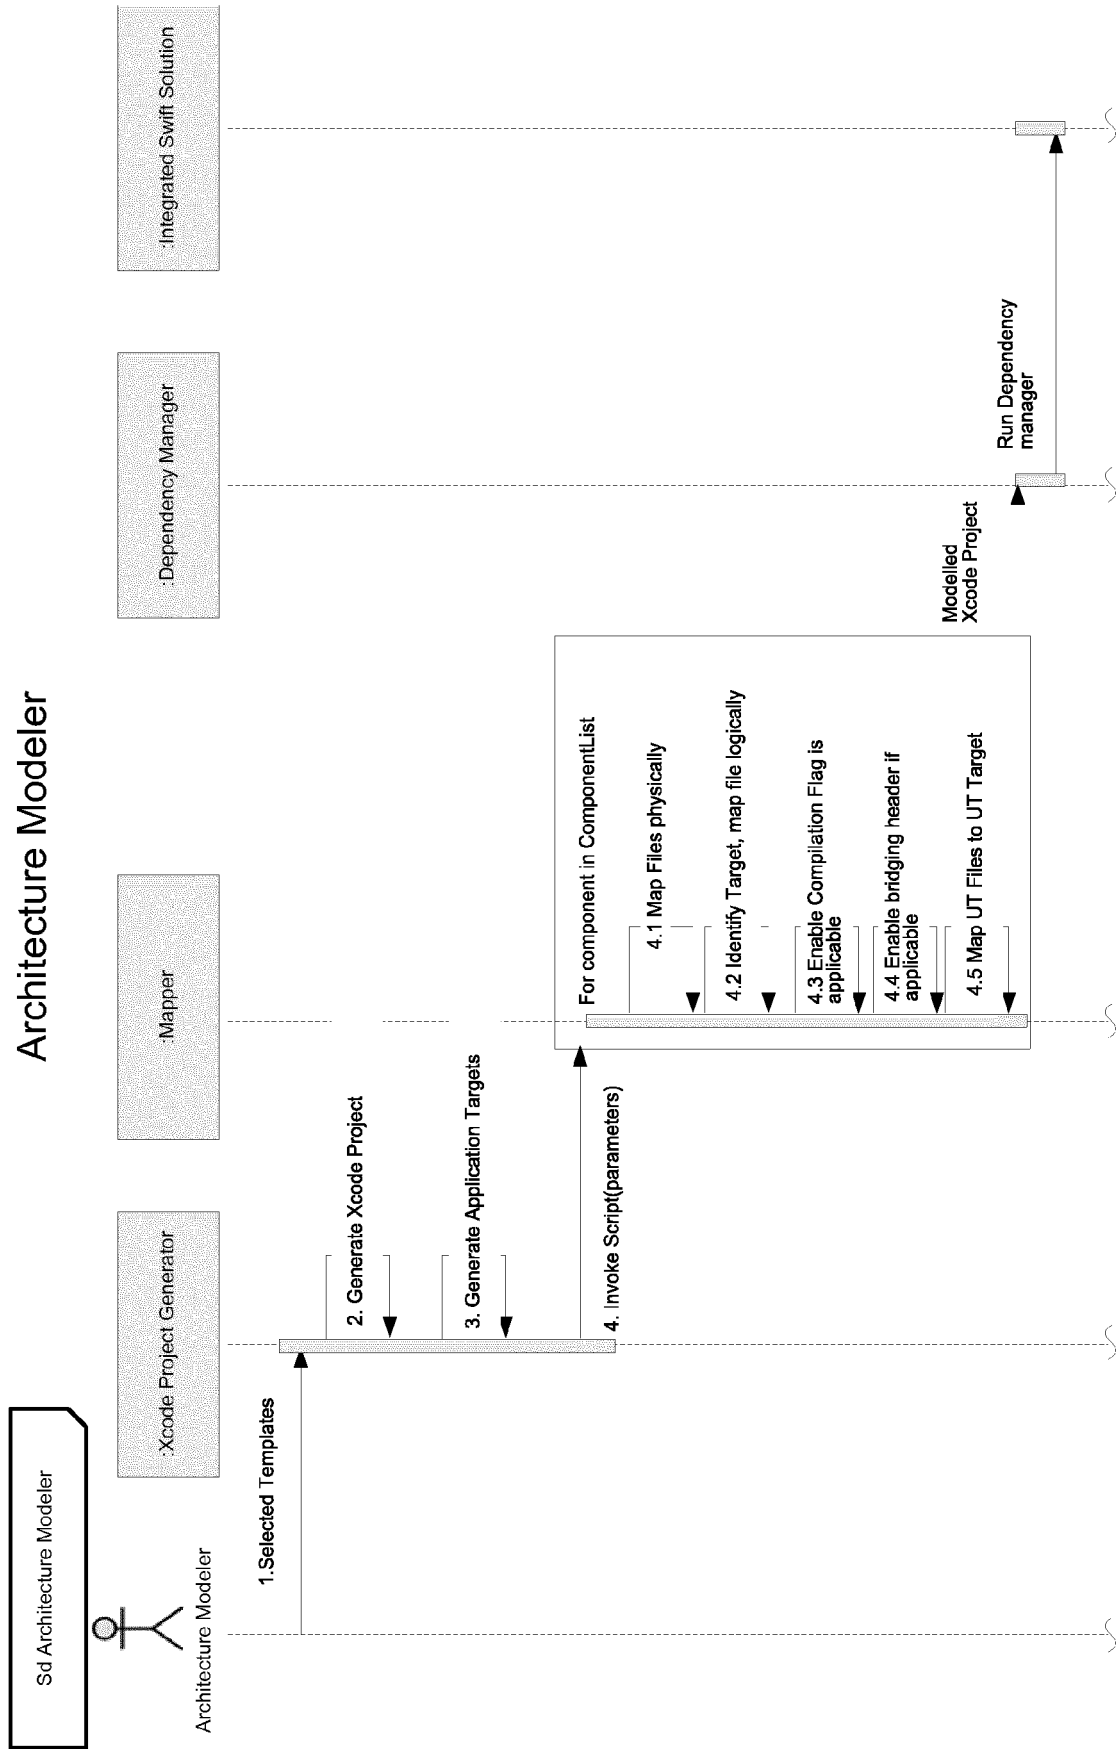 Architecture Modeler
Sd Architecture Modeler
Architecture Modeler
:Xcode Project Generator
:Mapper
:Dependency Manager
:Integrated Swift Solution
1.Selected Templates
2. Generate Xcode Project
3. Generate Application Targets
4. Invoke Script(parameters)
For component in ComponentList
4.1 Map Files physically
4.2 Identify Target, map file logically
4.3 Enable Compilation Flag is
applicable
4.4 Enable bridging header if
applicable
4.5 Map UT Files to UT Target
Modelled
Xcode Project
Run Dependency
manager